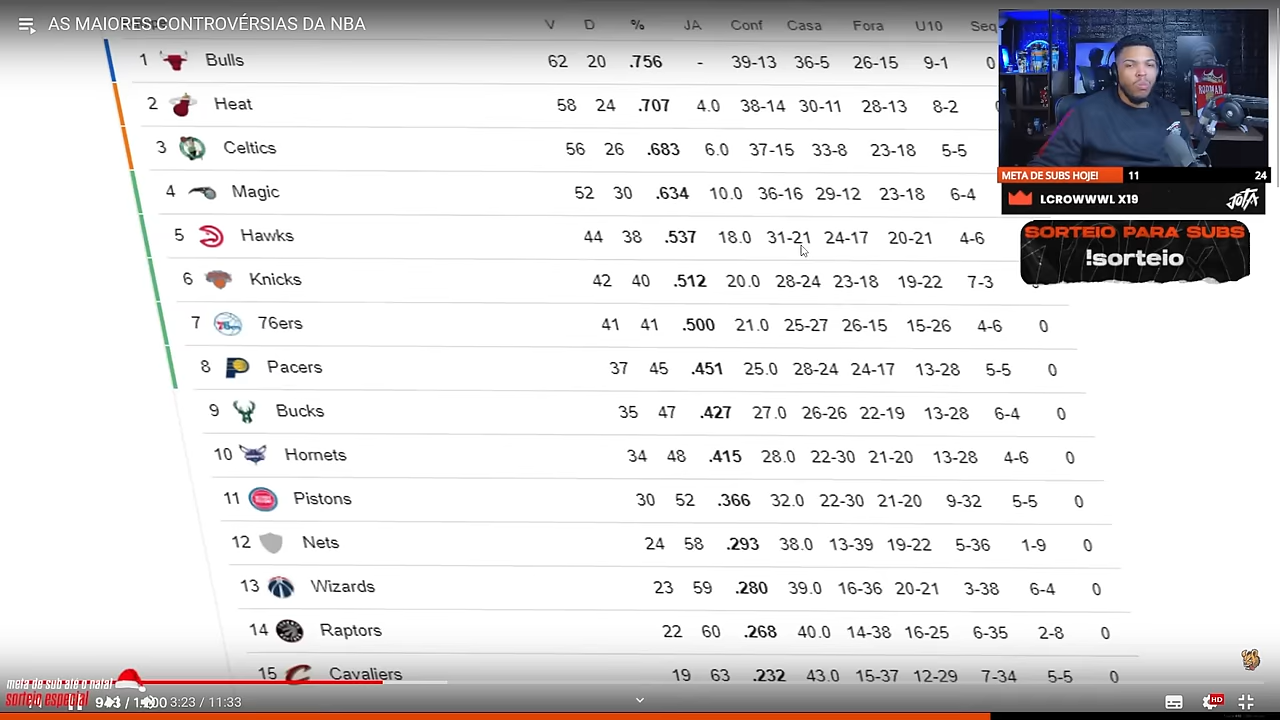 AS MAIORES CONTROVÉRSIAS DA NBA
V D % JA Conf Casa Fora U10 Seq
1 Bulls 62 20 .756 - 39-13 36-5 26-15 9-1 0
2 Heat 58 24 .707 4.0 38-14 30-11 28-13 8-2
3 Celtics 56 26 .683 6.0 37-15 33-8 23-18 5-5
4 Magic 52 30 .634 10.0 36-16 29-12 23-18 6-4
5 Hawks 44 38 .537 18.0 31-21 24-17 20-21 4-6
6 Knicks 42 40 .512 20.0 28-24 23-18 19-22 7-3
7 76ers 41 41 .500 21.0 25-27 26-15 15-26 4-6 0
8 Pacers 37 45 .451 25.0 28-24 24-17 13-28 5-5 0
9 Bucks 35 47 .427 27.0 26-26 22-19 13-28 6-4 0
10 Hornets 34 48 .415 28.0 22-30 21-20 13-28 4-6 0
11 Pistons 30 52 .366 32.0 22-30 21-20 9-32 5-5 0
12 Nets 24 58 .293 38.0 13-39 19-22 5-36 1-9 0
13 Wizards 23 59 .280 39.0 16-36 20-21 3-38 6-4 0
14 Raptors 22 60 .268 40.0 14-38 16-25 6-35 2-8 0
15 Cavaliers 19 63 .232 43.0 15-37 12-29 7-34 5-5 0
RODMAN
META DE SUBS HOJE! 11 24
LCROWWWL X19
JOTA
SORTEIO PARA SUBS
!sorteio
meta de sub até o natal
sorteio especial
3:23 / 11:33
HD